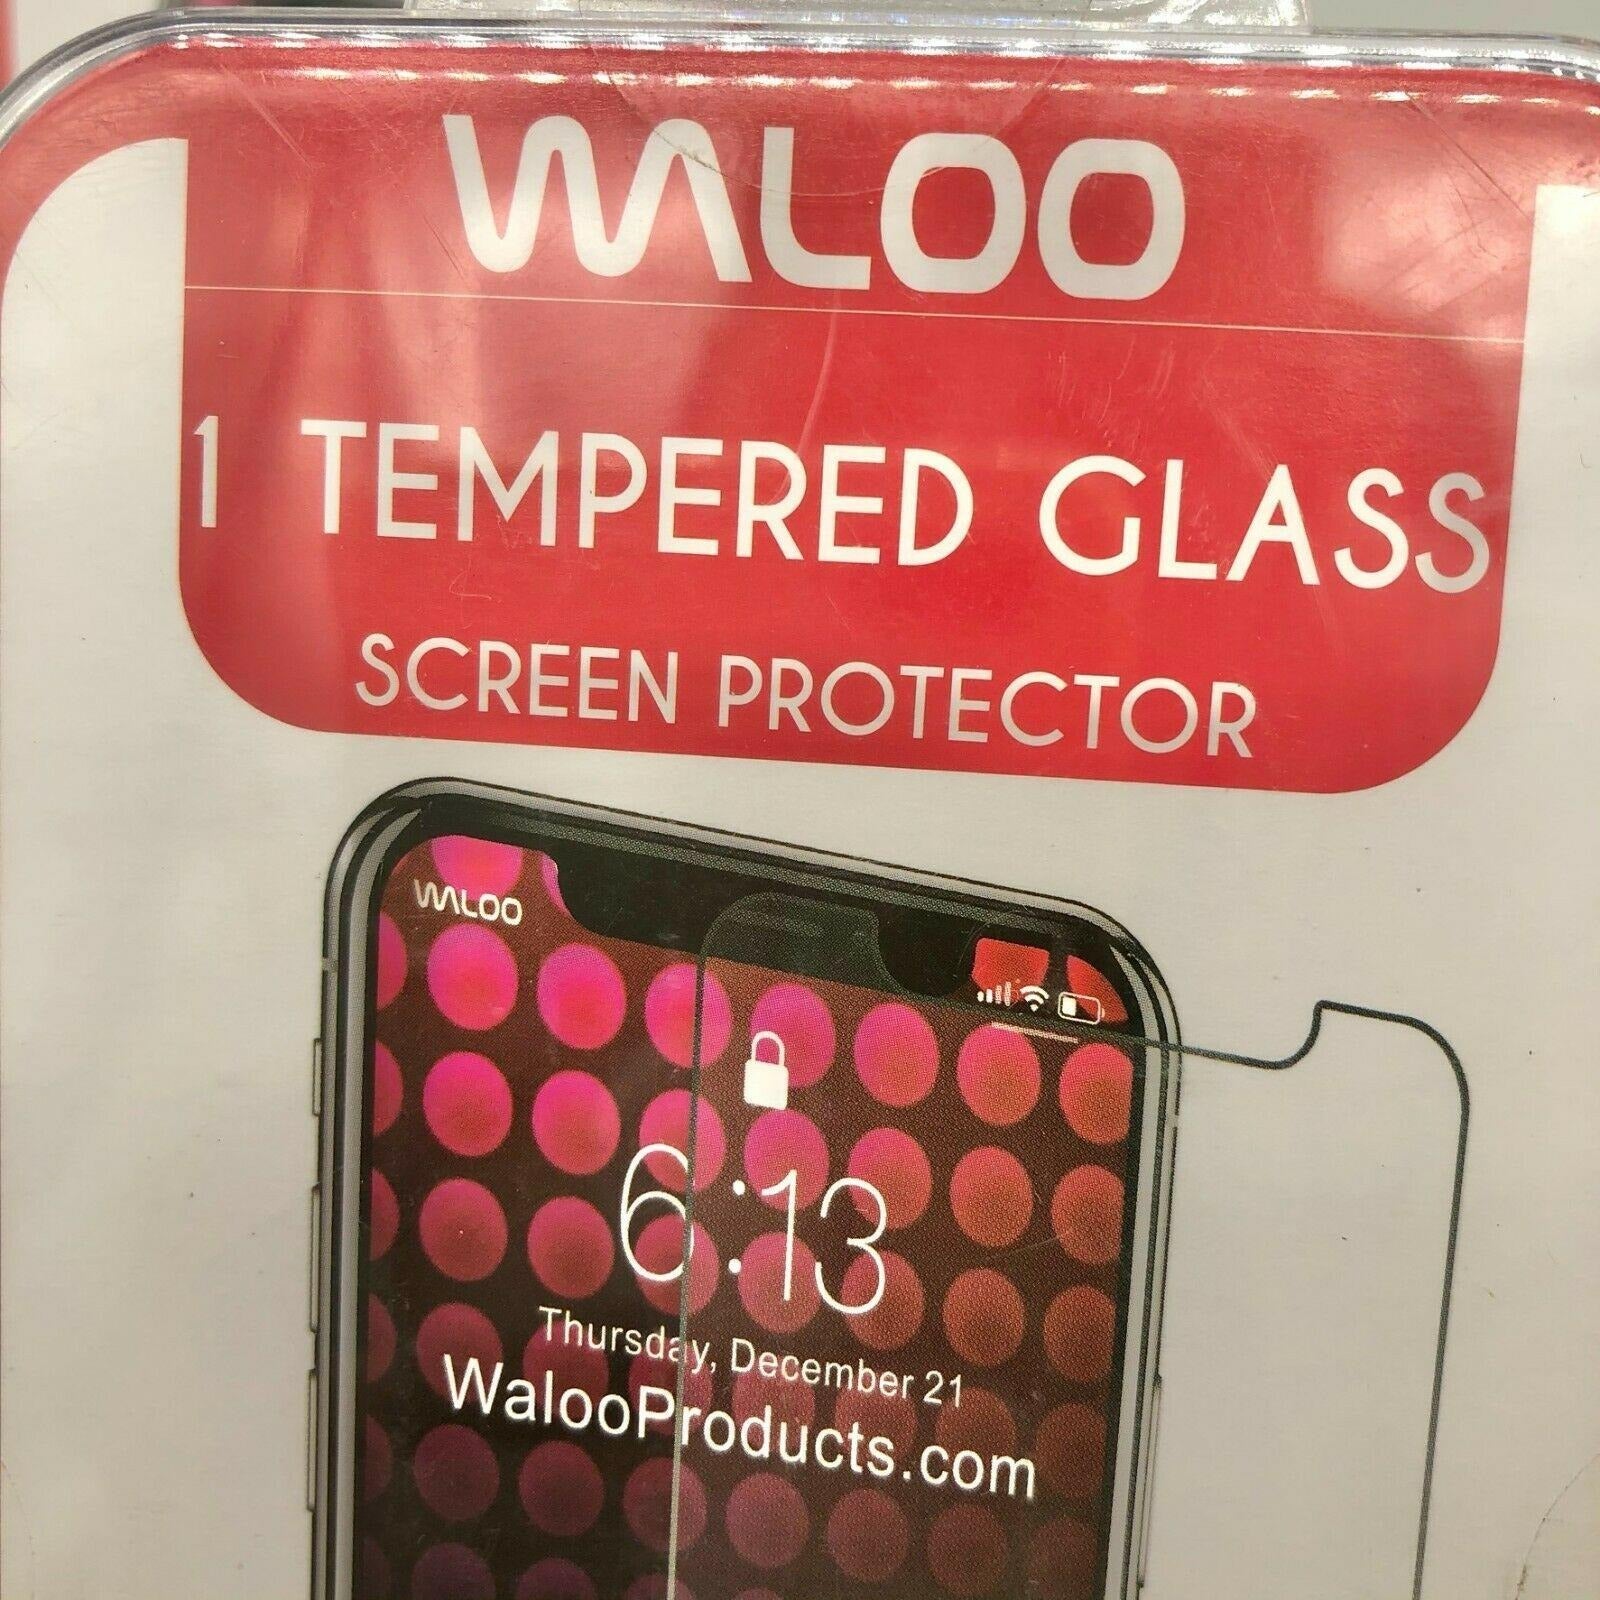 WALOO
1 TEMPERED GLASS
SCREEN PROTECTOR
WALOO
6:13
Thursday, December 21
WalooProducts.com